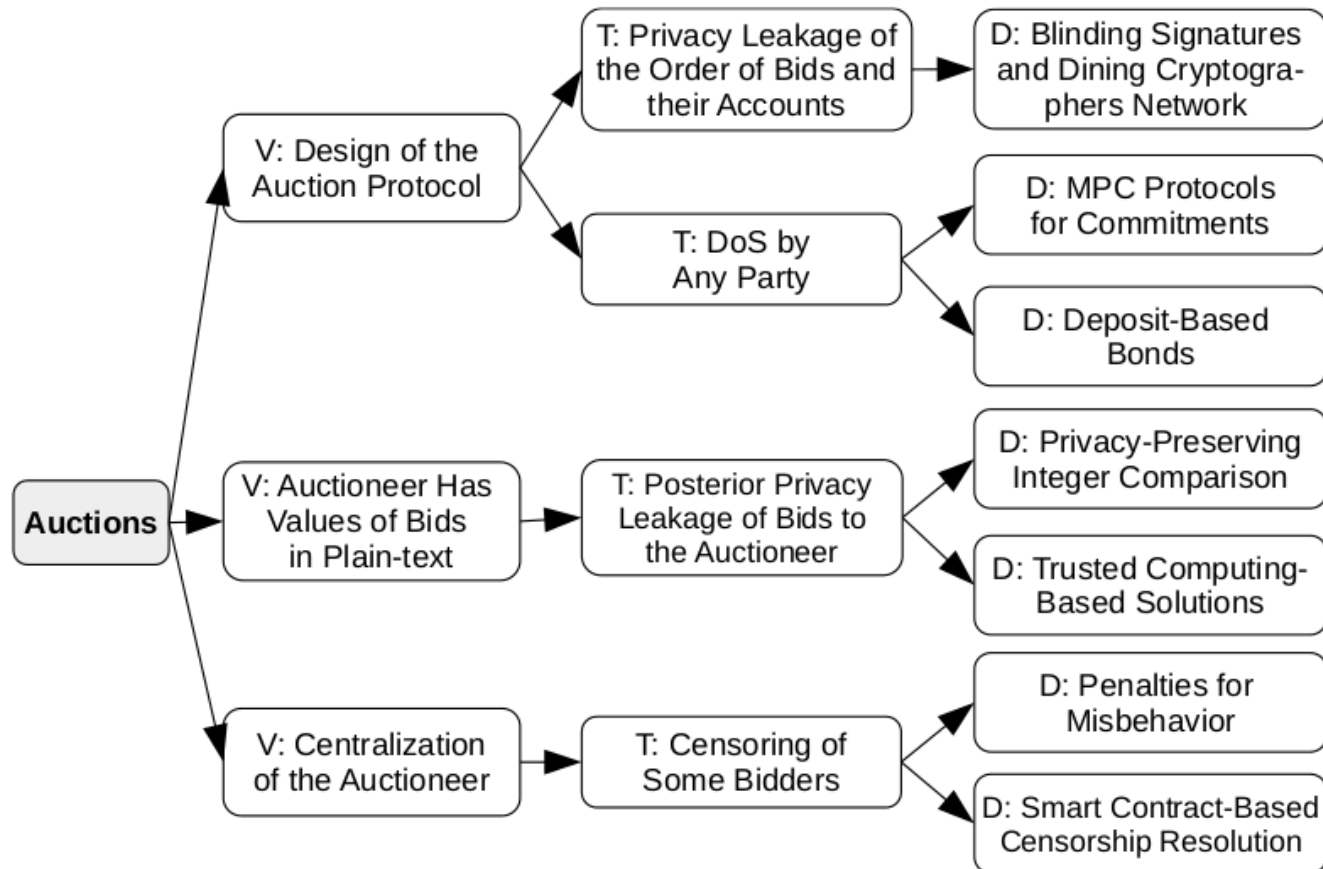 T: Privacy Leakage of
the Order of Bids and
their Accounts
D: Blinding Signatures
and Dining Cryptogra-
phers Network
V: Design of the
Auction Protocol
D: MPC Protocols
for Commitments
T: DoS by
Any Party
D: Deposit-Based
Bonds
D: Privacy-Preserving
Integer Comparison
Auctions
V: Auctioneer Has
Values of Bids
in Plain-text
T: Posterior Privacy
Leakage of Bids to
the Auctioneer
D: Trusted Computing-
Based Solutions
D: Penalties for
Misbehavior
V: Centralization
of the Auctioneer
T: Censoring of
Some Bidders
D: Smart Contract-Based
Censorship Resolution